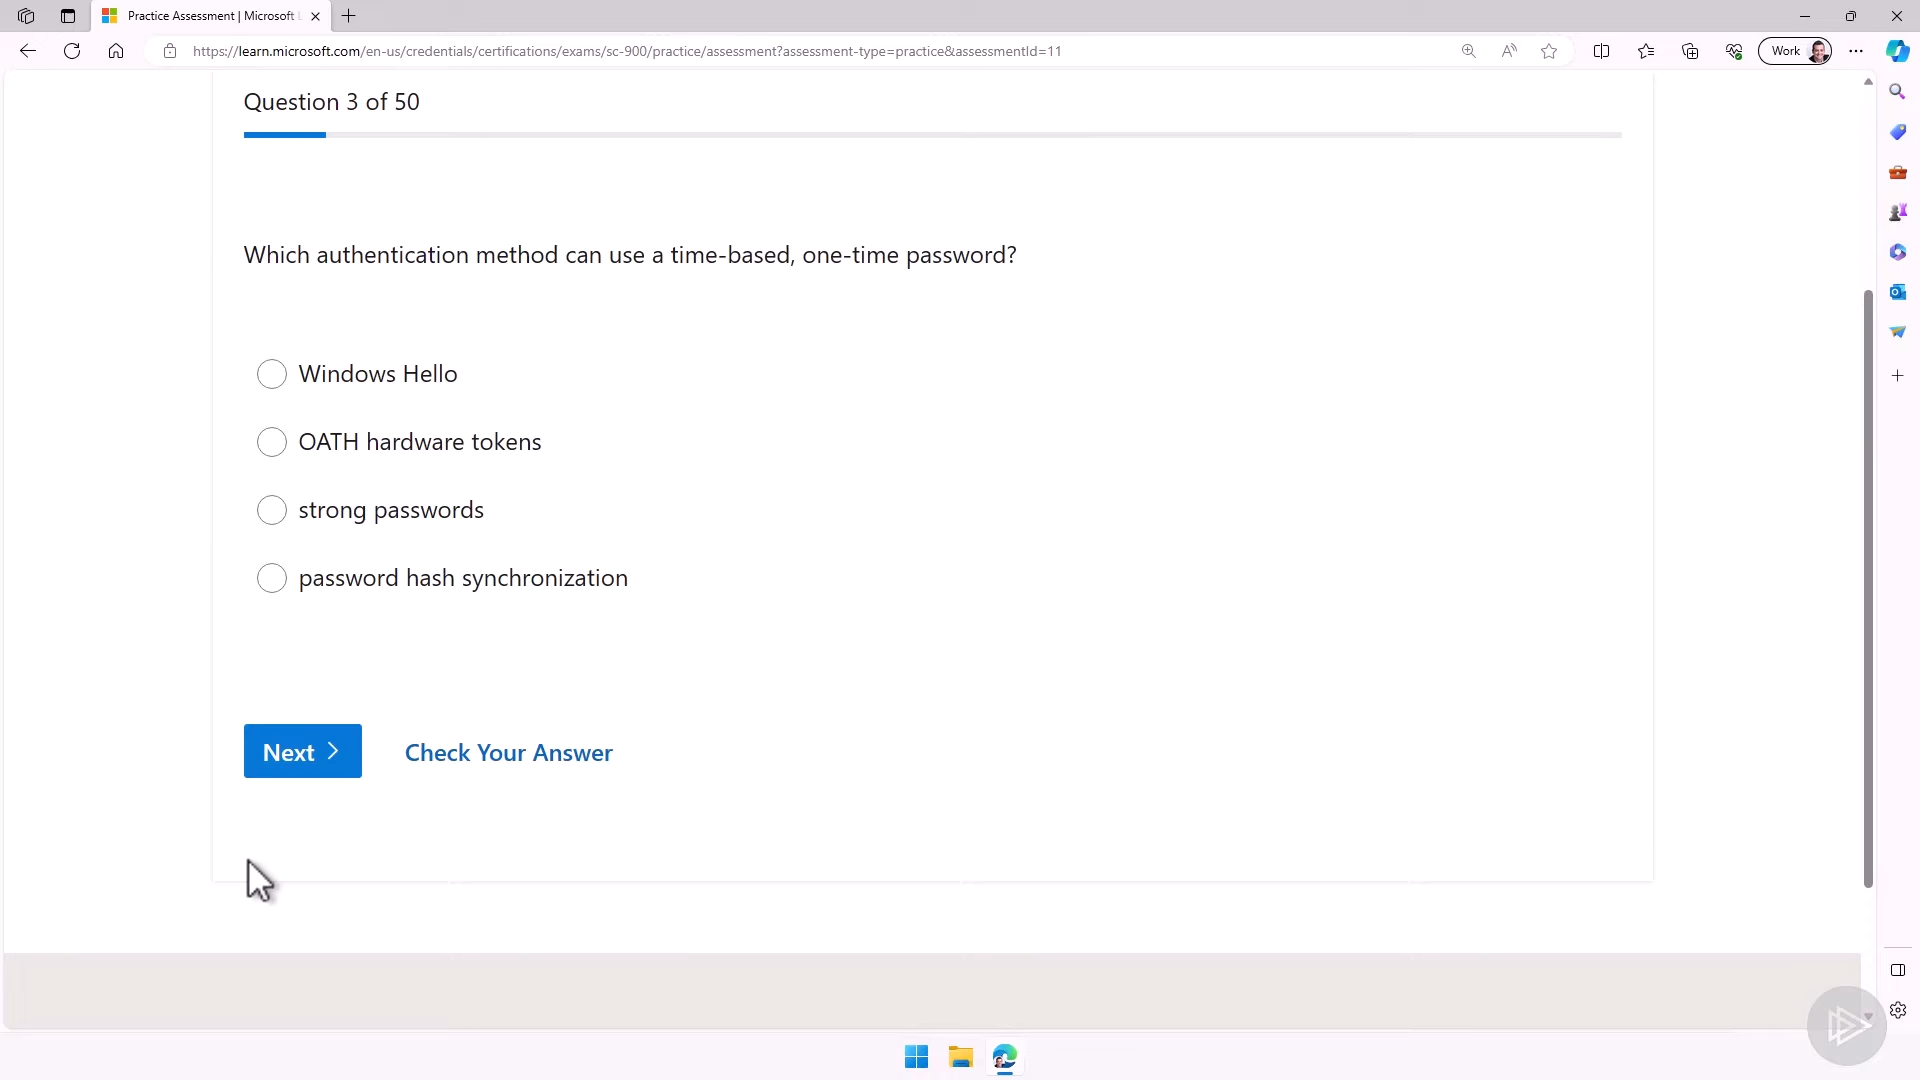 Practice Assessment | Microsoft L
https://learn.microsoft.com/en-us/credentials/certifications/exams/sc-900/practice/assessment?assessment-type=practice&assessmentId=11
Work
Question 3 of 50
Which authentication method can use a time-based, one-time password?
Windows Hello
OATH hardware tokens
strong passwords
password hash synchronization
Next
Check Your Answer